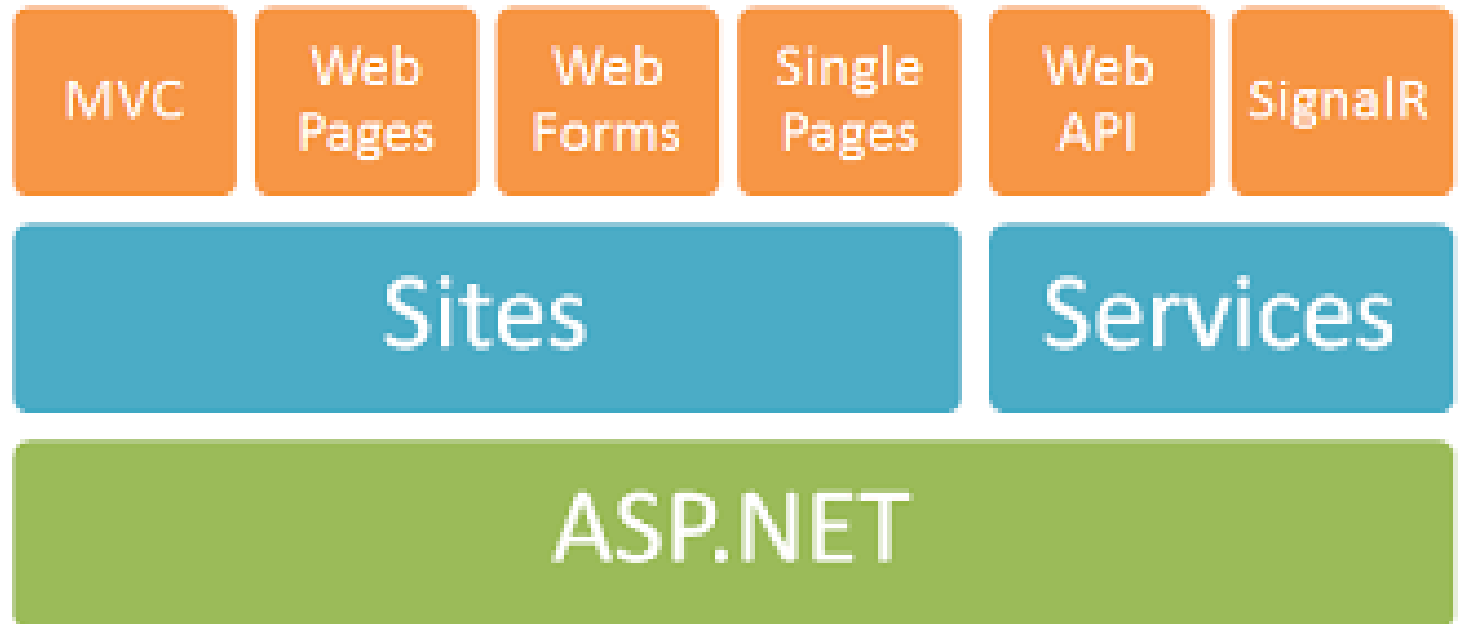 MVC
Web
Pages
Web
Forms
Single
Pages
Web
API
SignalR
Sites
Services
ASP.NET